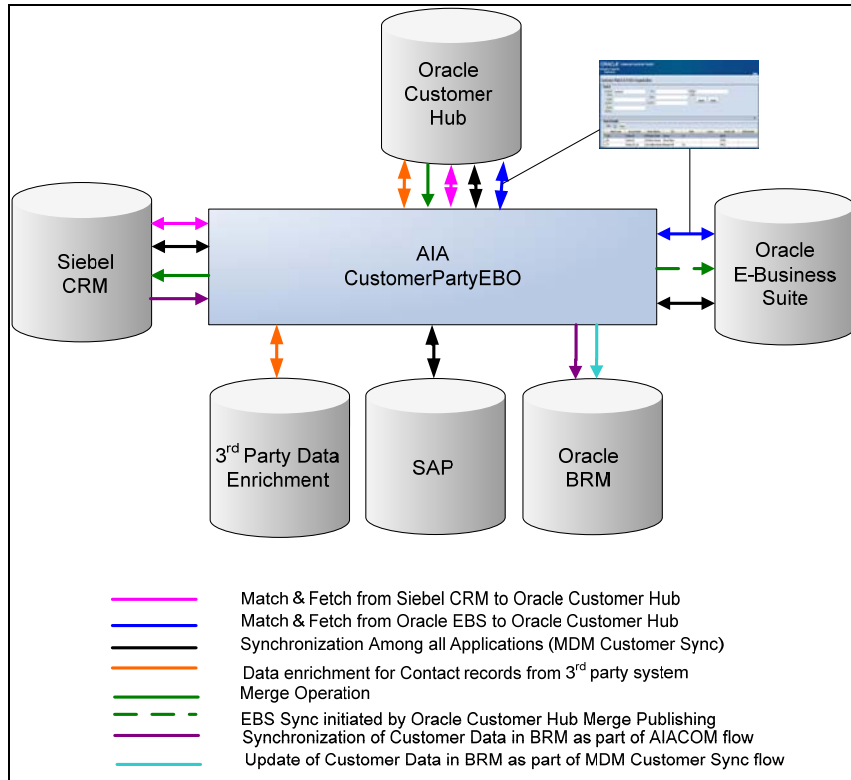 Oracle
Customer
Hub
ORACLE
Siebel
CRM
AIA
CustomerPartyEBO
Oracle
E-Business
Suite
3rd Party Data
Enrichment
SAP
Oracle
BRM
Match & Fetch from Siebel CRM to Oracle Customer Hub
Match & Fetch from Oracle EBS to Oracle Customer Hub
Synchronization Among all Applications (MDM Customer Sync)
Data enrichment for Contact records from 3rd party system
Merge Operation
EBS Sync initiated by Oracle Customer Hub Merge Publishing
Synchronization of Customer Data in BRM as part of AIACOM flow
Update of Customer Data in BRM as part of MDM Customer Sync flow